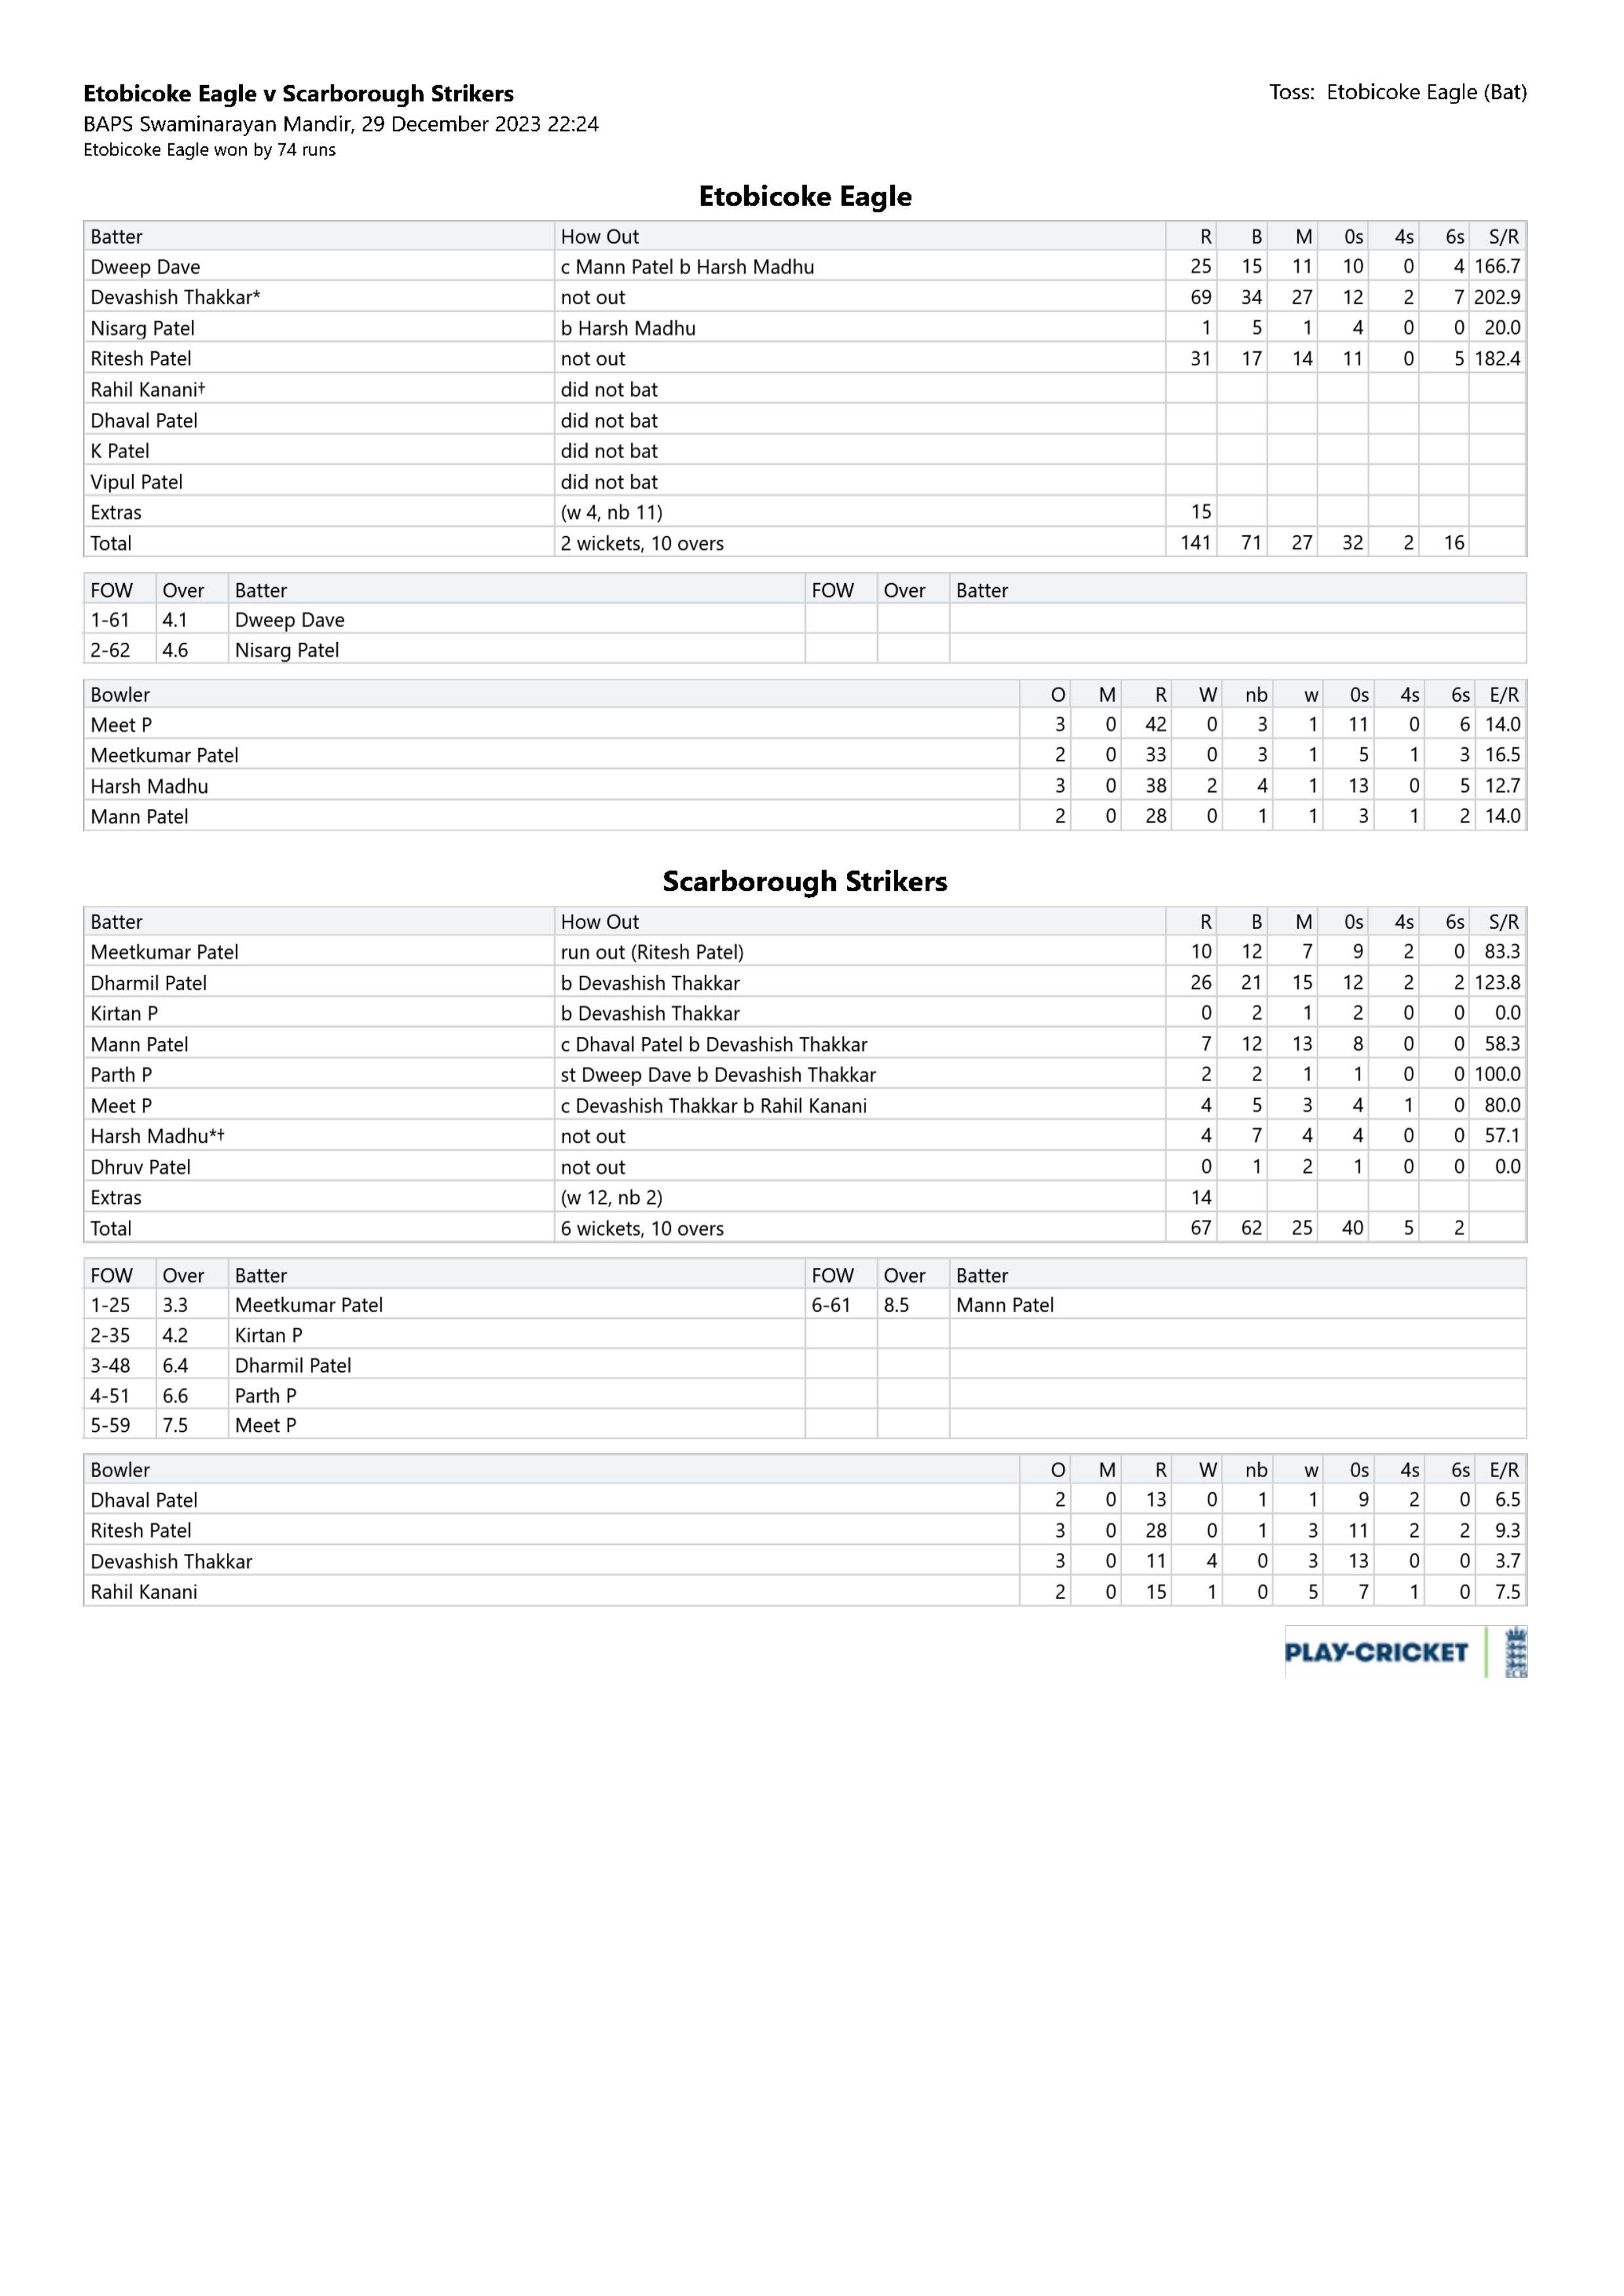 Etobicoke Eagle v Scarborough Strikers
Toss: Etobicoke Eagle (Bat)
BAPS Swaminarayan Mandir, 29 December 2023 22:24
Etobicoke Eagle won by 74 runs
Etobicoke Eagle
Batter How Out R B M 0s 4s 6s S/R
Dweep Dave c Mann Patel b Harsh Madhu 25 15 11 10 0 4 166.7
Devashish Thakkar* not out 69 34 27 12 2 7 202.9
Nisarg Patel b Harsh Madhu 1 5 1 4 0 0 20.0
Ritesh Patel not out 31 17 14 11 0 5 182.4
Rahil Kanani† did not bat
Dhaval Patel did not bat
K Patel did not bat
Vipul Patel did not bat
Extras (w 4, nb 11) 15
Total 2 wickets, 10 overs 141 71 27 32 2 16
FOW Over Batter FOW Over Batter
1-61 4.1 Dweep Dave
2-62 4.6 Nisarg Patel
Bowler O M R W nb w 0s 4s 6s E/R
Meet P 3 0 42 0 3 1 11 0 6 14.0
Meetkumar Patel 2 0 33 0 3 1 5 1 3 16.5
Harsh Madhu 3 0 38 2 4 1 13 0 5 12.7
Mann Patel 2 0 28 0 1 1 3 1 2 14.0
Scarborough Strikers
Batter How Out R B M 0s 4s 6s S/R
Meetkumar Patel run out (Ritesh Patel) 10 12 7 9 2 0 83.3
Dharmil Patel b Devashish Thakkar 26 21 15 12 2 2 123.8
Kirtan P b Devashish Thakkar 0 2 1 2 0 0 0.0
Mann Patel c Dhaval Patel b Devashish Thakkar 7 12 13 8 0 0 58.3
Parth P st Dweep Dave b Devashish Thakkar 2 2 1 1 0 0 100.0
Meet P c Devashish Thakkar b Rahil Kanani 4 5 3 4 1 0 80.0
Harsh Madhu*† not out 4 7 4 4 0 0 57.1
Dhruv Patel not out 0 1 2 1 0 0 0.0
Extras (w 12, nb 2) 14
Total 6 wickets, 10 overs 67 62 25 40 5 2
FOW Over Batter FOW Over Batter
1-25 3.3 Meetkumar Patel 6-61 8.5 Mann Patel
2-35 4.2 Kirtan P
3-48 6.4 Dharmil Patel
4-51 6.6 Parth P
5-59 7.5 Meet P
Bowler O M R W nb w 0s 4s 6s E/R
Dhaval Patel 2 0 13 0 1 1 9 2 0 6.5
Ritesh Patel 3 0 28 0 1 3 11 2 2 9.3
Devashish Thakkar 3 0 11 4 0 3 13 0 0 3.7
Rahil Kanani 2 0 15 1 0 5 7 1 0 7.5
PLAY-CRICKET ECB